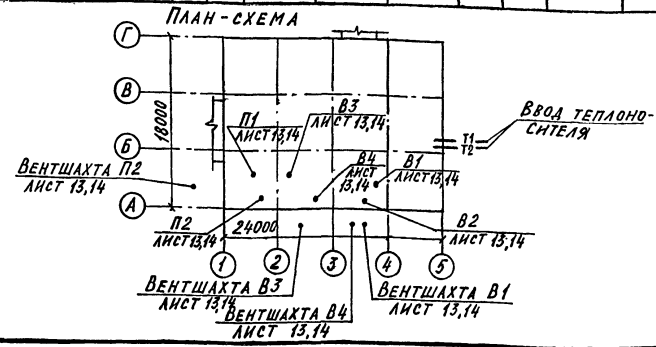 ПЛАН-СХЕМА
Г
В
Б
А
18000
П1
ЛИСТ 13,14
В3
ЛИСТ 13,14
В4
ЛИСТ 13,14
В1
ЛИСТ 13,14
Т1
Т2
ВВОД ТЕПЛОНО-
СИТЕЛЯ
ВЕНТШАХТА П2
ЛИСТ 13,14
П2
ЛИСТ 13,14
24000
В2
ЛИСТ 13,14
1
2
3
4
5
ВЕНТШАХТА В3
ЛИСТ 13,14
ВЕНТШАХТА В4
ЛИСТ 13,14
ВЕНТШАХТА В1
ЛИСТ 13,14